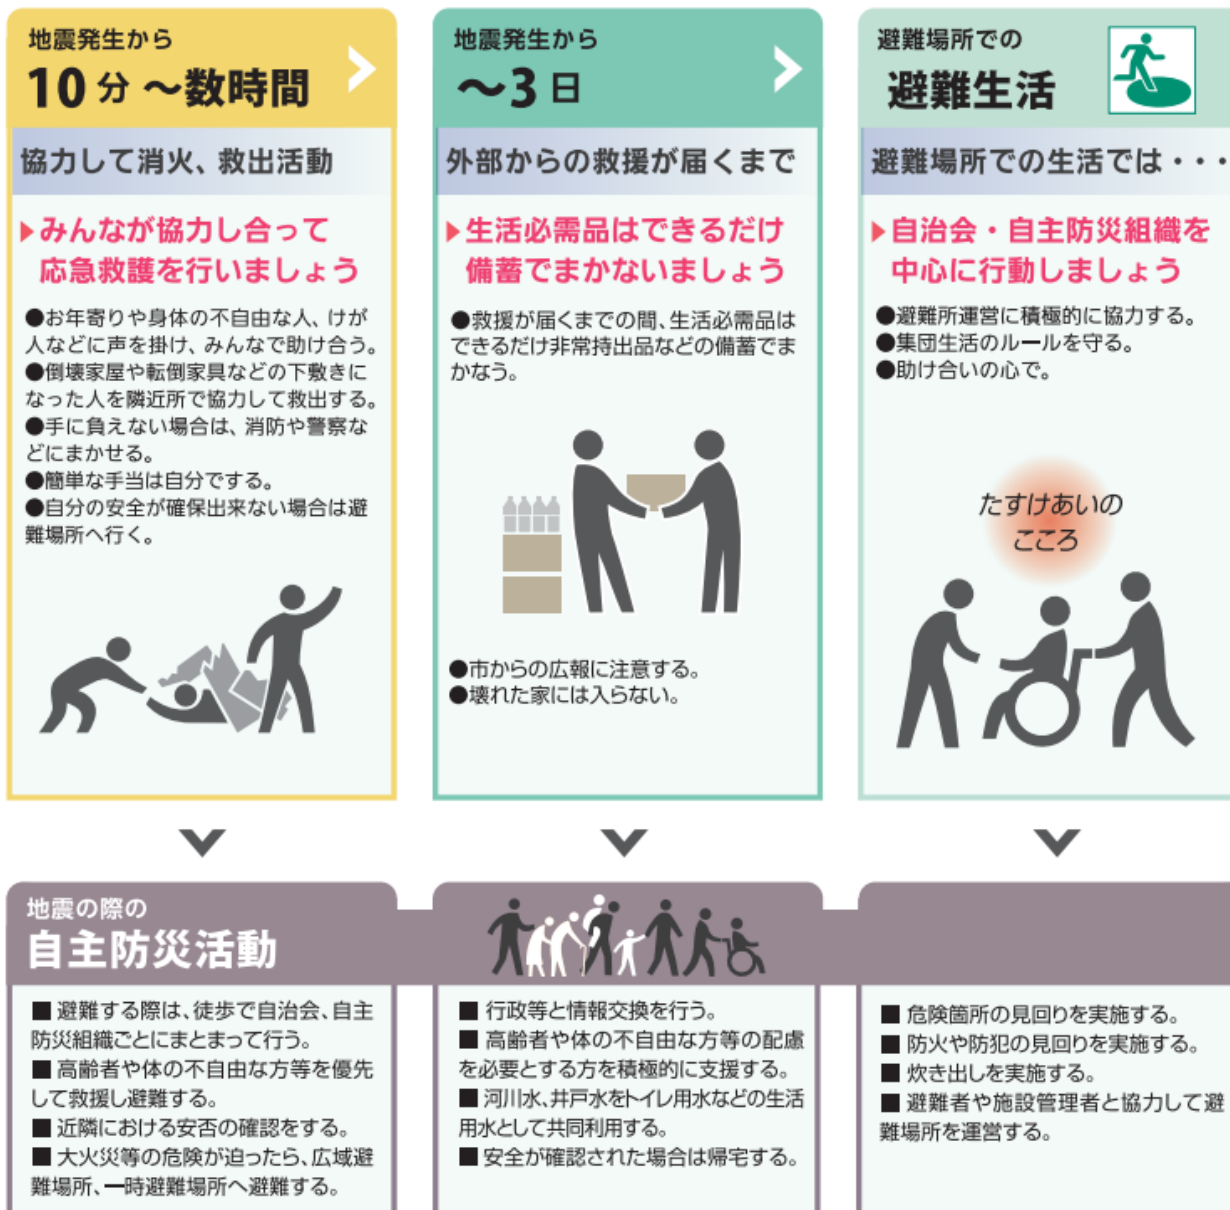 地震発生から
10分 ~数時間
協力して消火、救出活動
▶みんなが協力し合って
応急救護を行いましょう
●お年寄りや身体の不自由な人、けが
人などに声を掛け、みんなで助け合う。
●倒壊家屋や転倒家具などの下敷きに
なった人を隣近所で協力して救出する。
●手に負えない場合は、消防や警察な
どにまかせる。
●簡単な手当は自分でする。
●自分の安全が確保出来ない場合は避
難場所へ行く。
地震発生から
~3日
外部からの救援が届くまで
▶生活必需品はできるだけ
備蓄でまかないましょう
●救援が届くまでの間、生活必需品は
できるだけ非常持出品などの備蓄でま
かなう。
●市からの広報に注意する。
●壊れた家には入らない。
避難場所での
避難生活
避難場所での生活では・・・
▶自治会・自主防災組織を
中心に行動しましょう
●避難所運営に積極的に協力する。
●集団生活のルールを守る。
●助け合いの心で。
たすけあいの
こころ
地震の際の
自主防災活動
■ 避難する際は、徒歩で自治会、自主
防災組織ごとにまとまって行う。
■ 高齢者や体の不自由な方等を優先
して救援し避難する。
■ 近隣における安否の確認をする。
■ 大火災等の危険が迫ったら、広域避
難場所、一時避難場所へ避難する。
■ 行政等と情報交換を行う。
■ 高齢者や体の不自由な方等の配慮
を必要とする方を積極的に支援する。
■ 河川水、井戸水をトイレ用水などの生活
用水として共同利用する。
■ 安全が確認された場合は帰宅する。
■ 危険箇所の見回りを実施する。
■ 防火や防犯の見回りを実施する。
■ 炊き出しを実施する。
■ 避難者や施設管理者と協力して避
難場所を運営する。